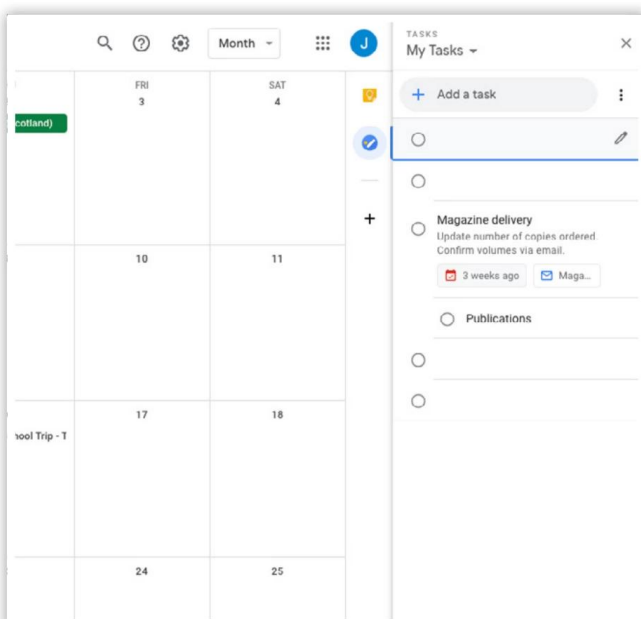 Month
J
TASKS
My Tasks
Add a task
FRI
3
SAT
4
cotland)
Magazine delivery
Update number of copies ordered
Confirm volumes via email.
3 weeks ago
Maga...
Publications
10
11
17
18
hool Trip - T
24
25